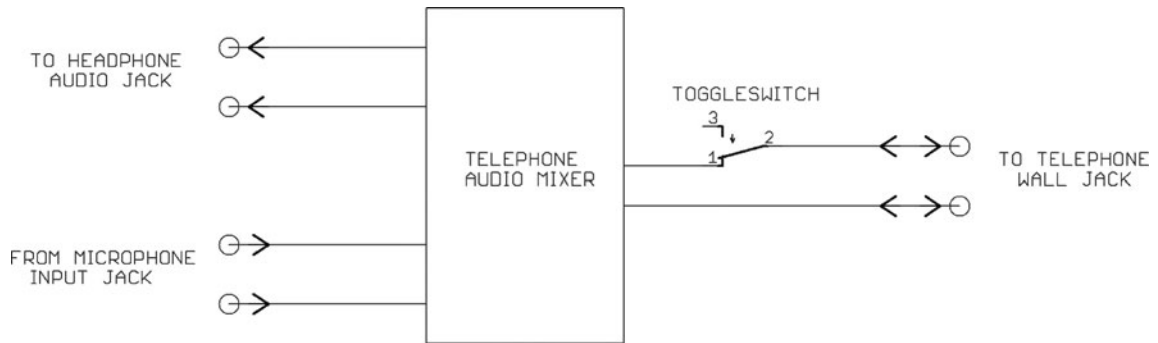 TO HEADPHONE
AUDIO JACK
FROM MICROPHONE
INPUT JACK
TELEPHONE
AUDIO MIXER
TOGGLESWITCH
3
1
2
TO TELEPHONE
WALL JACK